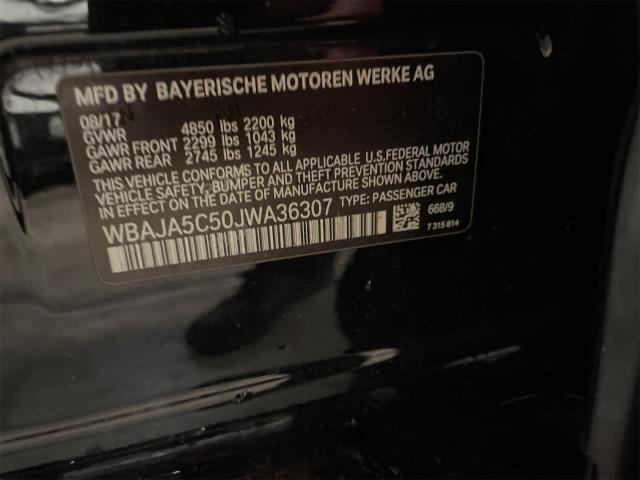 MFD BY BAYERISCHE MOTOREN WERKE AG
08/17
GVWR 4850 lbs 2200 kg
GAWR FRONT 2299 lbs 1043 kg
GAWR REAR 2745 lbs 1245 kg
THIS VEHICLE CONFORMS TO ALL APPLICABLE U.S. FEDERAL MOTOR
VEHICLE SAFETY, BUMPER AND THEFT PREVENTION STANDARDS
IN EFFECT ON THE DATE OF MANUFACTURE SHOWN ABOVE.
WBAJA5C50JWA36307 TYPE: PASSENGER CAR
668/9
7 315 814